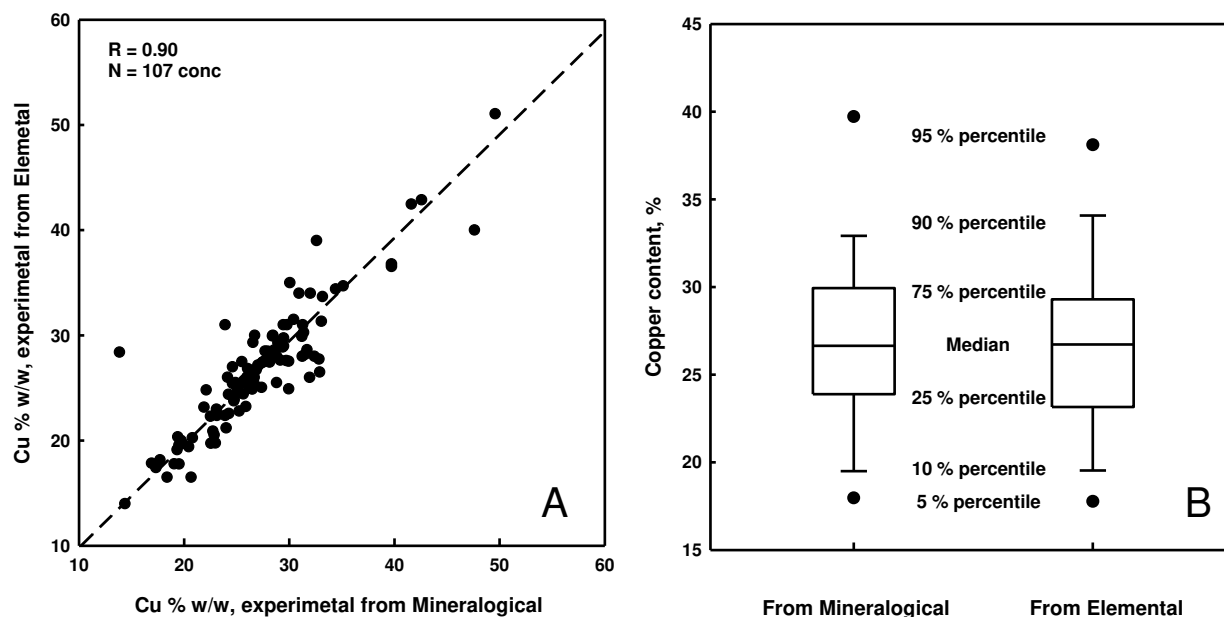 60
50
40
30
20
10
Cu % w/w, experimetal from Elemetal
R = 0.90
N = 107 conc
A
10 20 30 40 50 60
Cu % w/w, experimetal from Mineralogical
45
40
35
30
25
20
15
Copper content, %
95 % percentile
90 % percentile
75 % percentile
Median
25 % percentile
10 % percentile
5 % percentile
B
From Mineralogical From Elemental